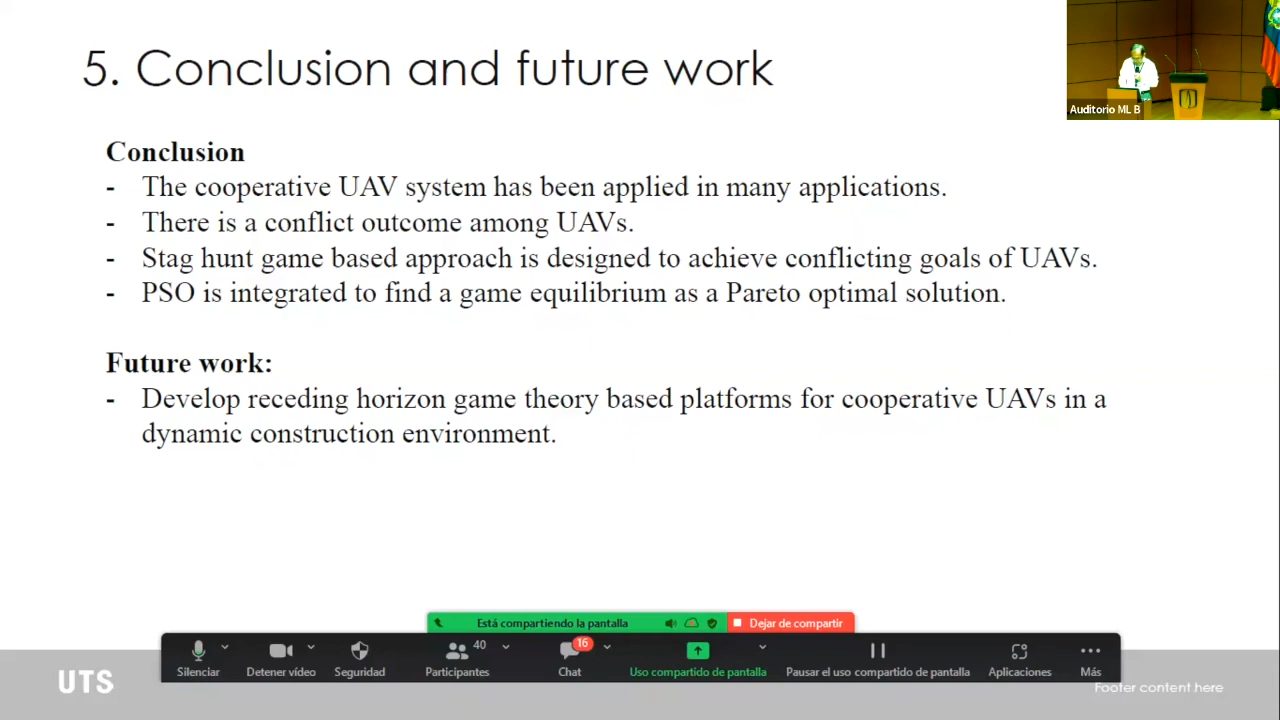 5. Conclusion and future work
Auditorio ML B
Conclusion
- The cooperative UAV system has been applied in many applications.
- There is a conflict outcome among UAVs.
- Stag hunt game based approach is designed to achieve conflicting goals of UAVs.
- PSO is integrated to find a game equilibrium as a Pareto optimal solution.
Future work:
- Develop receding horizon game theory based platforms for cooperative UAVs in a
dynamic construction environment.
Está compartiendo la pantalla Dejar de compartir
40 16
Silenciar Detener vídeo Seguridad Participantes Chat Uso compartido de pantalla Pausar el uso compartido de pantalla Aplicaciones Más
UTS
Footer content here